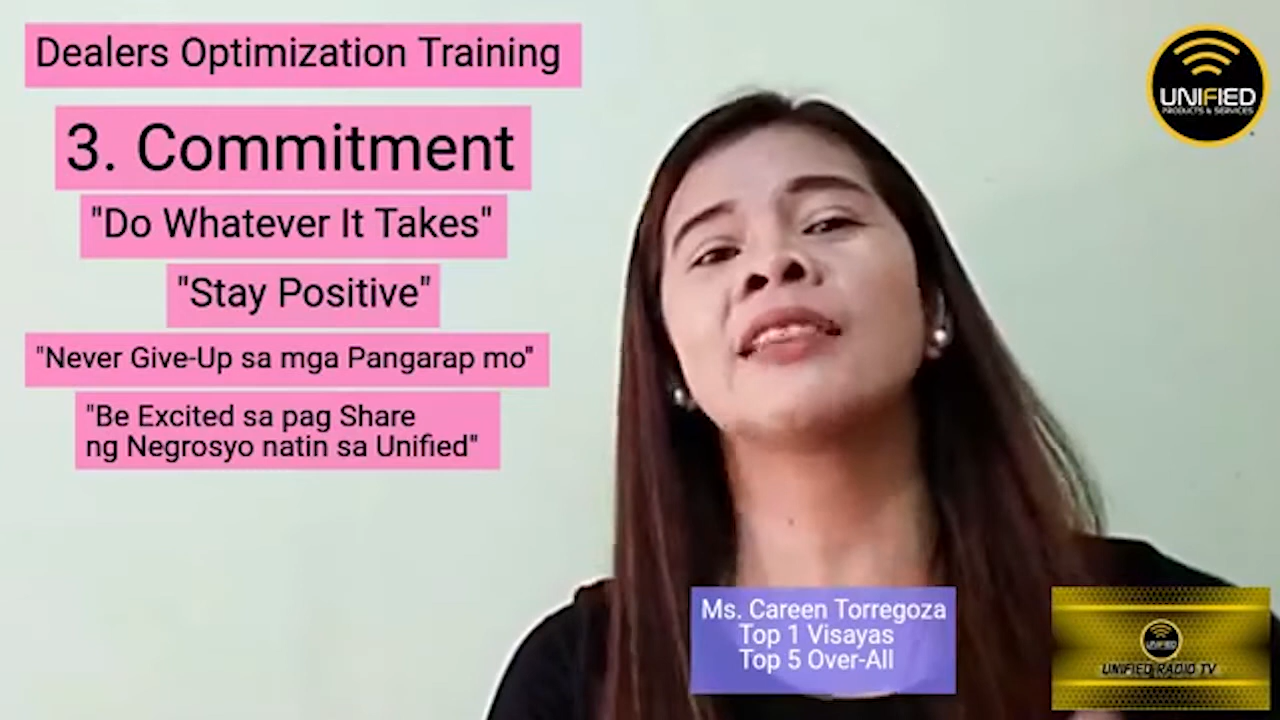 Dealers Optimization Training
3. Commitment
"Do Whatever It Takes"
"Stay Positive"
"Never Give-Up sa mga Pangarap mo"
"Be Excited sa pag Share
ng Negrosyo natin sa Unified"
UNIFIED
PRODUCTS & SERVICES
Ms. Careen Torregoza
Top 1 Visayas
Top 5 Over-All
UNIFIED
UNIFIED RADIO TV